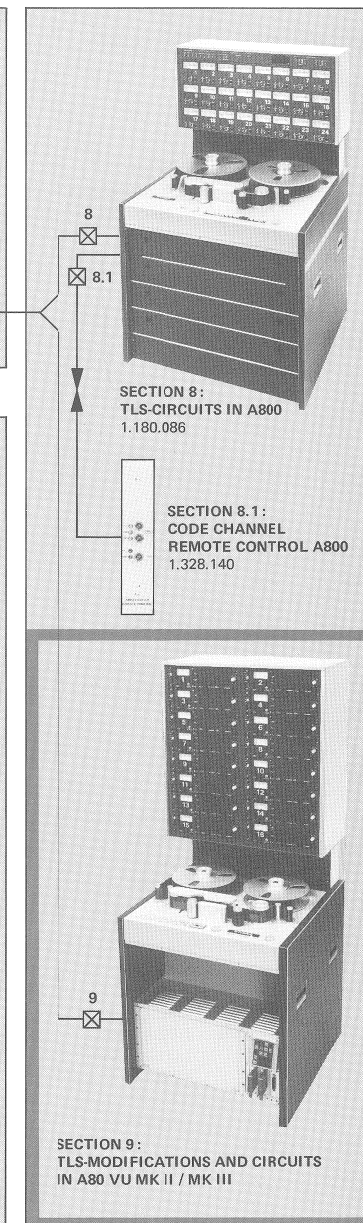 8
8.1
SECTION 8:
TLS-CIRCUITS IN A800
1.180.086
SECTION 8.1:
CODE CHANNEL
REMOTE CONTROL A800
1.328.140
9
SECTION 9:
TLS-MODIFICATIONS AND CIRCUITS
IN A80 VU MK II / MK III